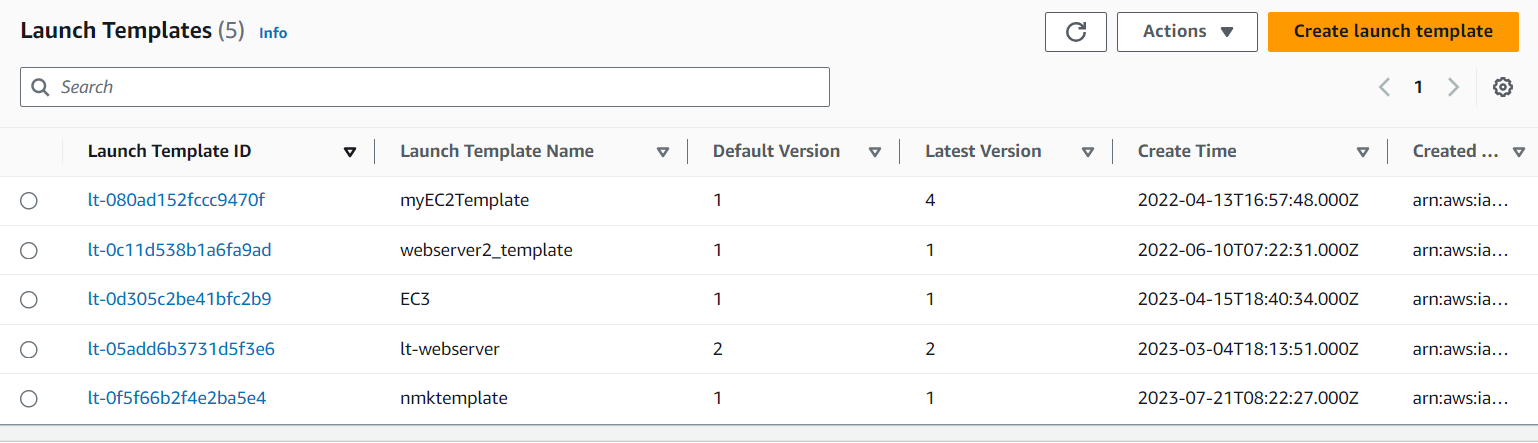 Launch Templates (5) Info
Actions
Create launch template
Search
1
Launch Template ID Launch Template Name Default Version Latest Version Create Time Created ...
lt-080ad152fccc9470f myEC2Template 1 4 2022-04-13T16:57:48.000Z arn:aws:ia...
lt-0c11d538b1a6fa9ad webserver2_template 1 1 2022-06-10T07:22:31.000Z arn:aws:ia...
lt-0d305c2be41bfc2b9 EC3 1 1 2023-04-15T18:40:34.000Z arn:aws:ia...
lt-05add6b3731d5f3e6 lt-webserver 2 2 2023-03-04T18:13:51.000Z arn:aws:ia...
lt-0f5f66b2f4e2ba5e4 nmktemplate 1 1 2023-07-21T08:22:27.000Z arn:aws:ia...